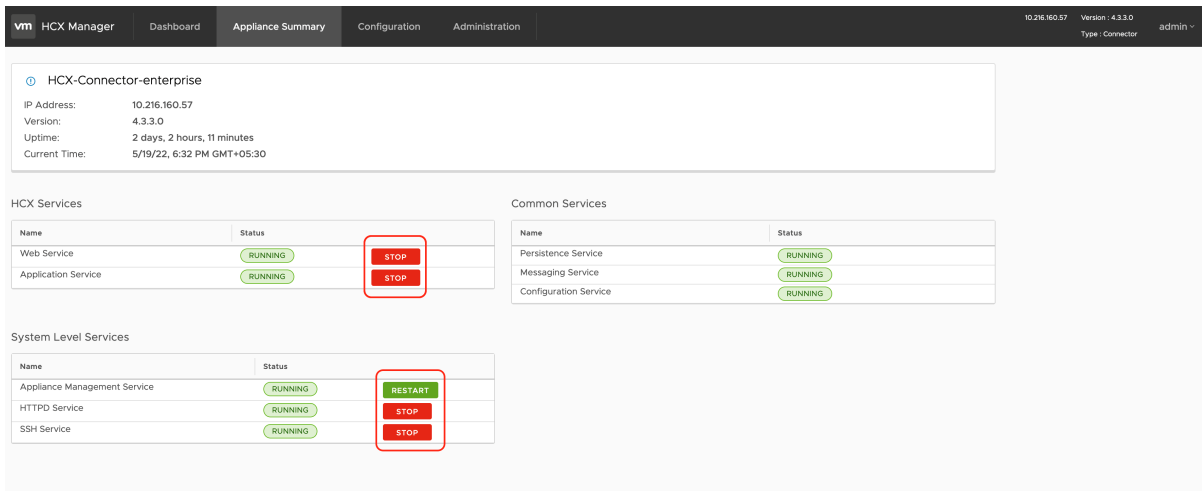 vm HCX Manager Dashboard Appliance Summary Configuration Administration 10.216.160.57 Version : 4.3.3.0 admin
Type : Connector
HCX-Connector-enterprise
IP Address: 10.216.160.57
Version: 4.3.3.0
Uptime: 2 days, 2 hours, 11 minutes
Current Time: 5/19/22, 6:32 PM GMT+05:30
HCX Services
Name Status
Web Service RUNNING STOP
Application Service RUNNING STOP
Common Services
Name Status
Persistence Service RUNNING
Messaging Service RUNNING
Configuration Service RUNNING
System Level Services
Name Status
Appliance Management Service RUNNING RESTART
HTTPD Service RUNNING STOP
SSH Service RUNNING STOP